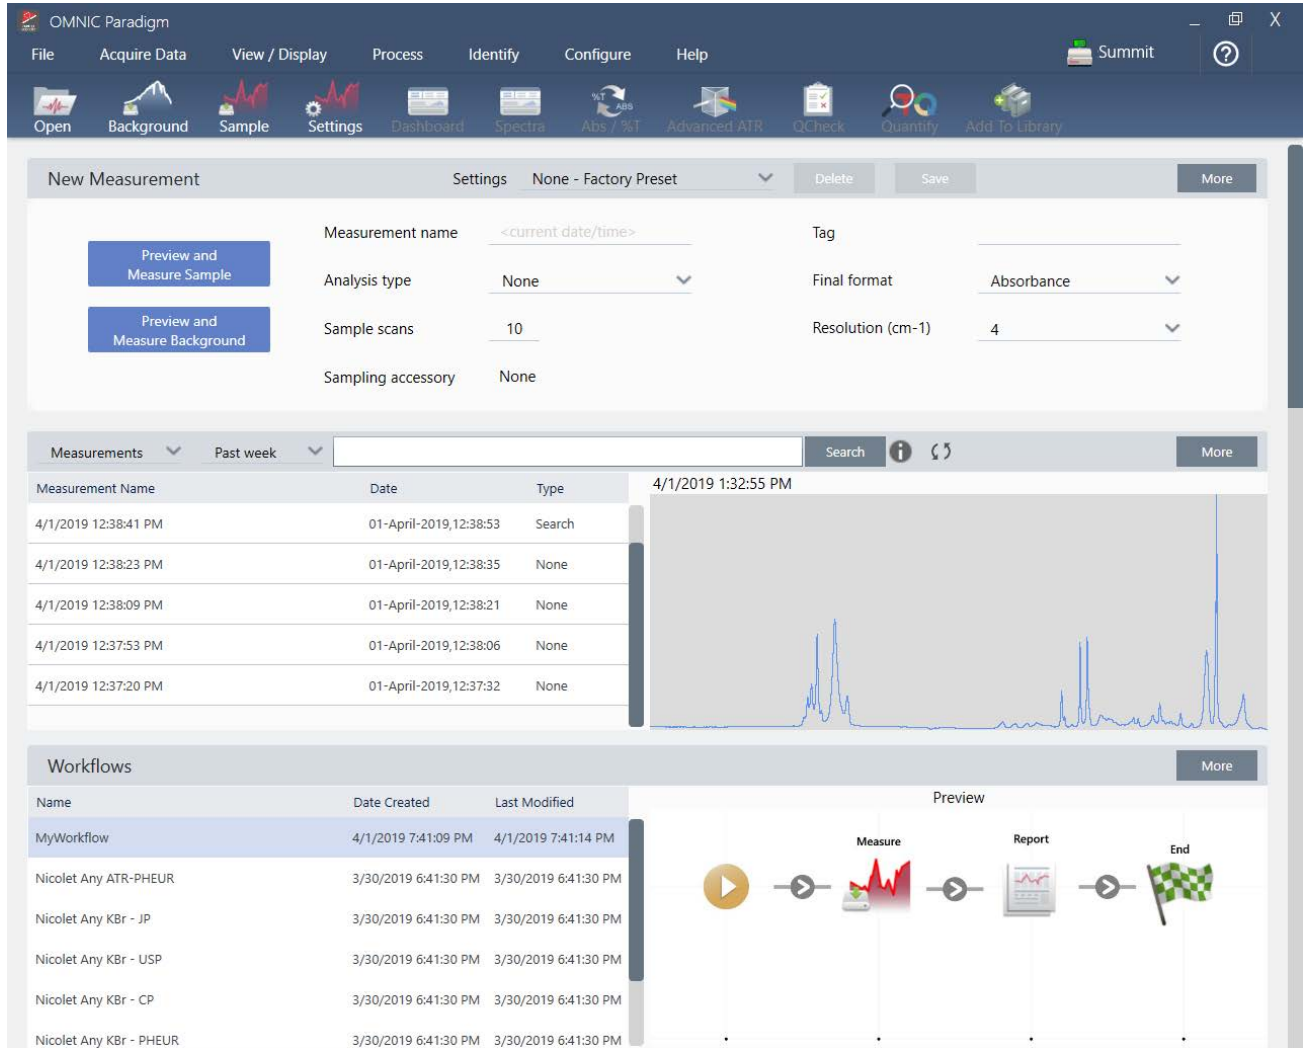 OMNIC Paradigm
File Acquire Data View / Display Process Identify Configure Help Summit
%T ABS
Open Background Sample Settings Dashboard Spectra Abs / %T Advanced ATR QCheck Quantify Add To Library
New Measurement Settings None - Factory Preset Delete Save More
Measurement name <current date/time> Tag
Preview and
Measure Sample
Analysis type None Final format Absorbance
Preview and
Measure Background
Sample scans 10 Resolution (cm-1) 4
Sampling accessory None
Measurements Past week Search More
Measurement Name Date Type 4/1/2019 1:32:55 PM
4/1/2019 12:38:41 PM 01-April-2019,12:38:53 Search
4/1/2019 12:38:23 PM 01-April-2019,12:38:35 None
4/1/2019 12:38:09 PM 01-April-2019,12:38:21 None
4/1/2019 12:37:53 PM 01-April-2019,12:38:06 None
4/1/2019 12:37:20 PM 01-April-2019,12:37:32 None
Workflows More
Name Date Created Last Modified Preview
MyWorkflow 4/1/2019 7:41:09 PM 4/1/2019 7:41:14 PM
Measure Report End
Nicolet Any ATR-PHEUR 3/30/2019 6:41:30 PM 3/30/2019 6:41:30 PM
Nicolet Any KBr - JP 3/30/2019 6:41:30 PM 3/30/2019 6:41:30 PM
Nicolet Any KBr - USP 3/30/2019 6:41:30 PM 3/30/2019 6:41:30 PM
Nicolet Any KBr - CP 3/30/2019 6:41:30 PM 3/30/2019 6:41:30 PM
Nicolet Any KBr - PHEUR 3/30/2019 6:41:30 PM 3/30/2019 6:41:30 PM